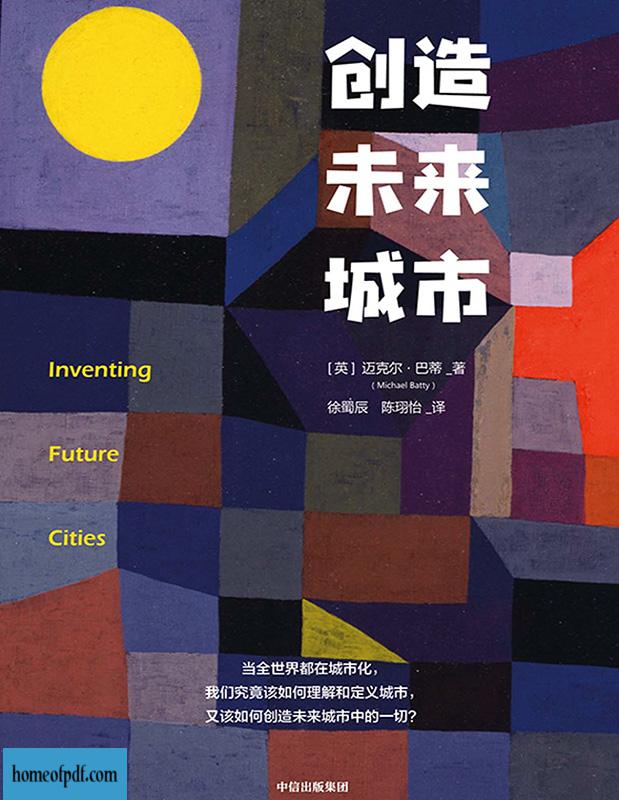 创造
未来
城市
[英] 迈克尔·巴蒂_著
(Michael Batty)
徐蜀辰 陈珝怡_译
Inventing
Future
Cities
当全世界都在城市化，
我们究竟该如何理解和定义城市，
又该如何创造未来城市中的一切？
homeofpdf.com
中信出版集团